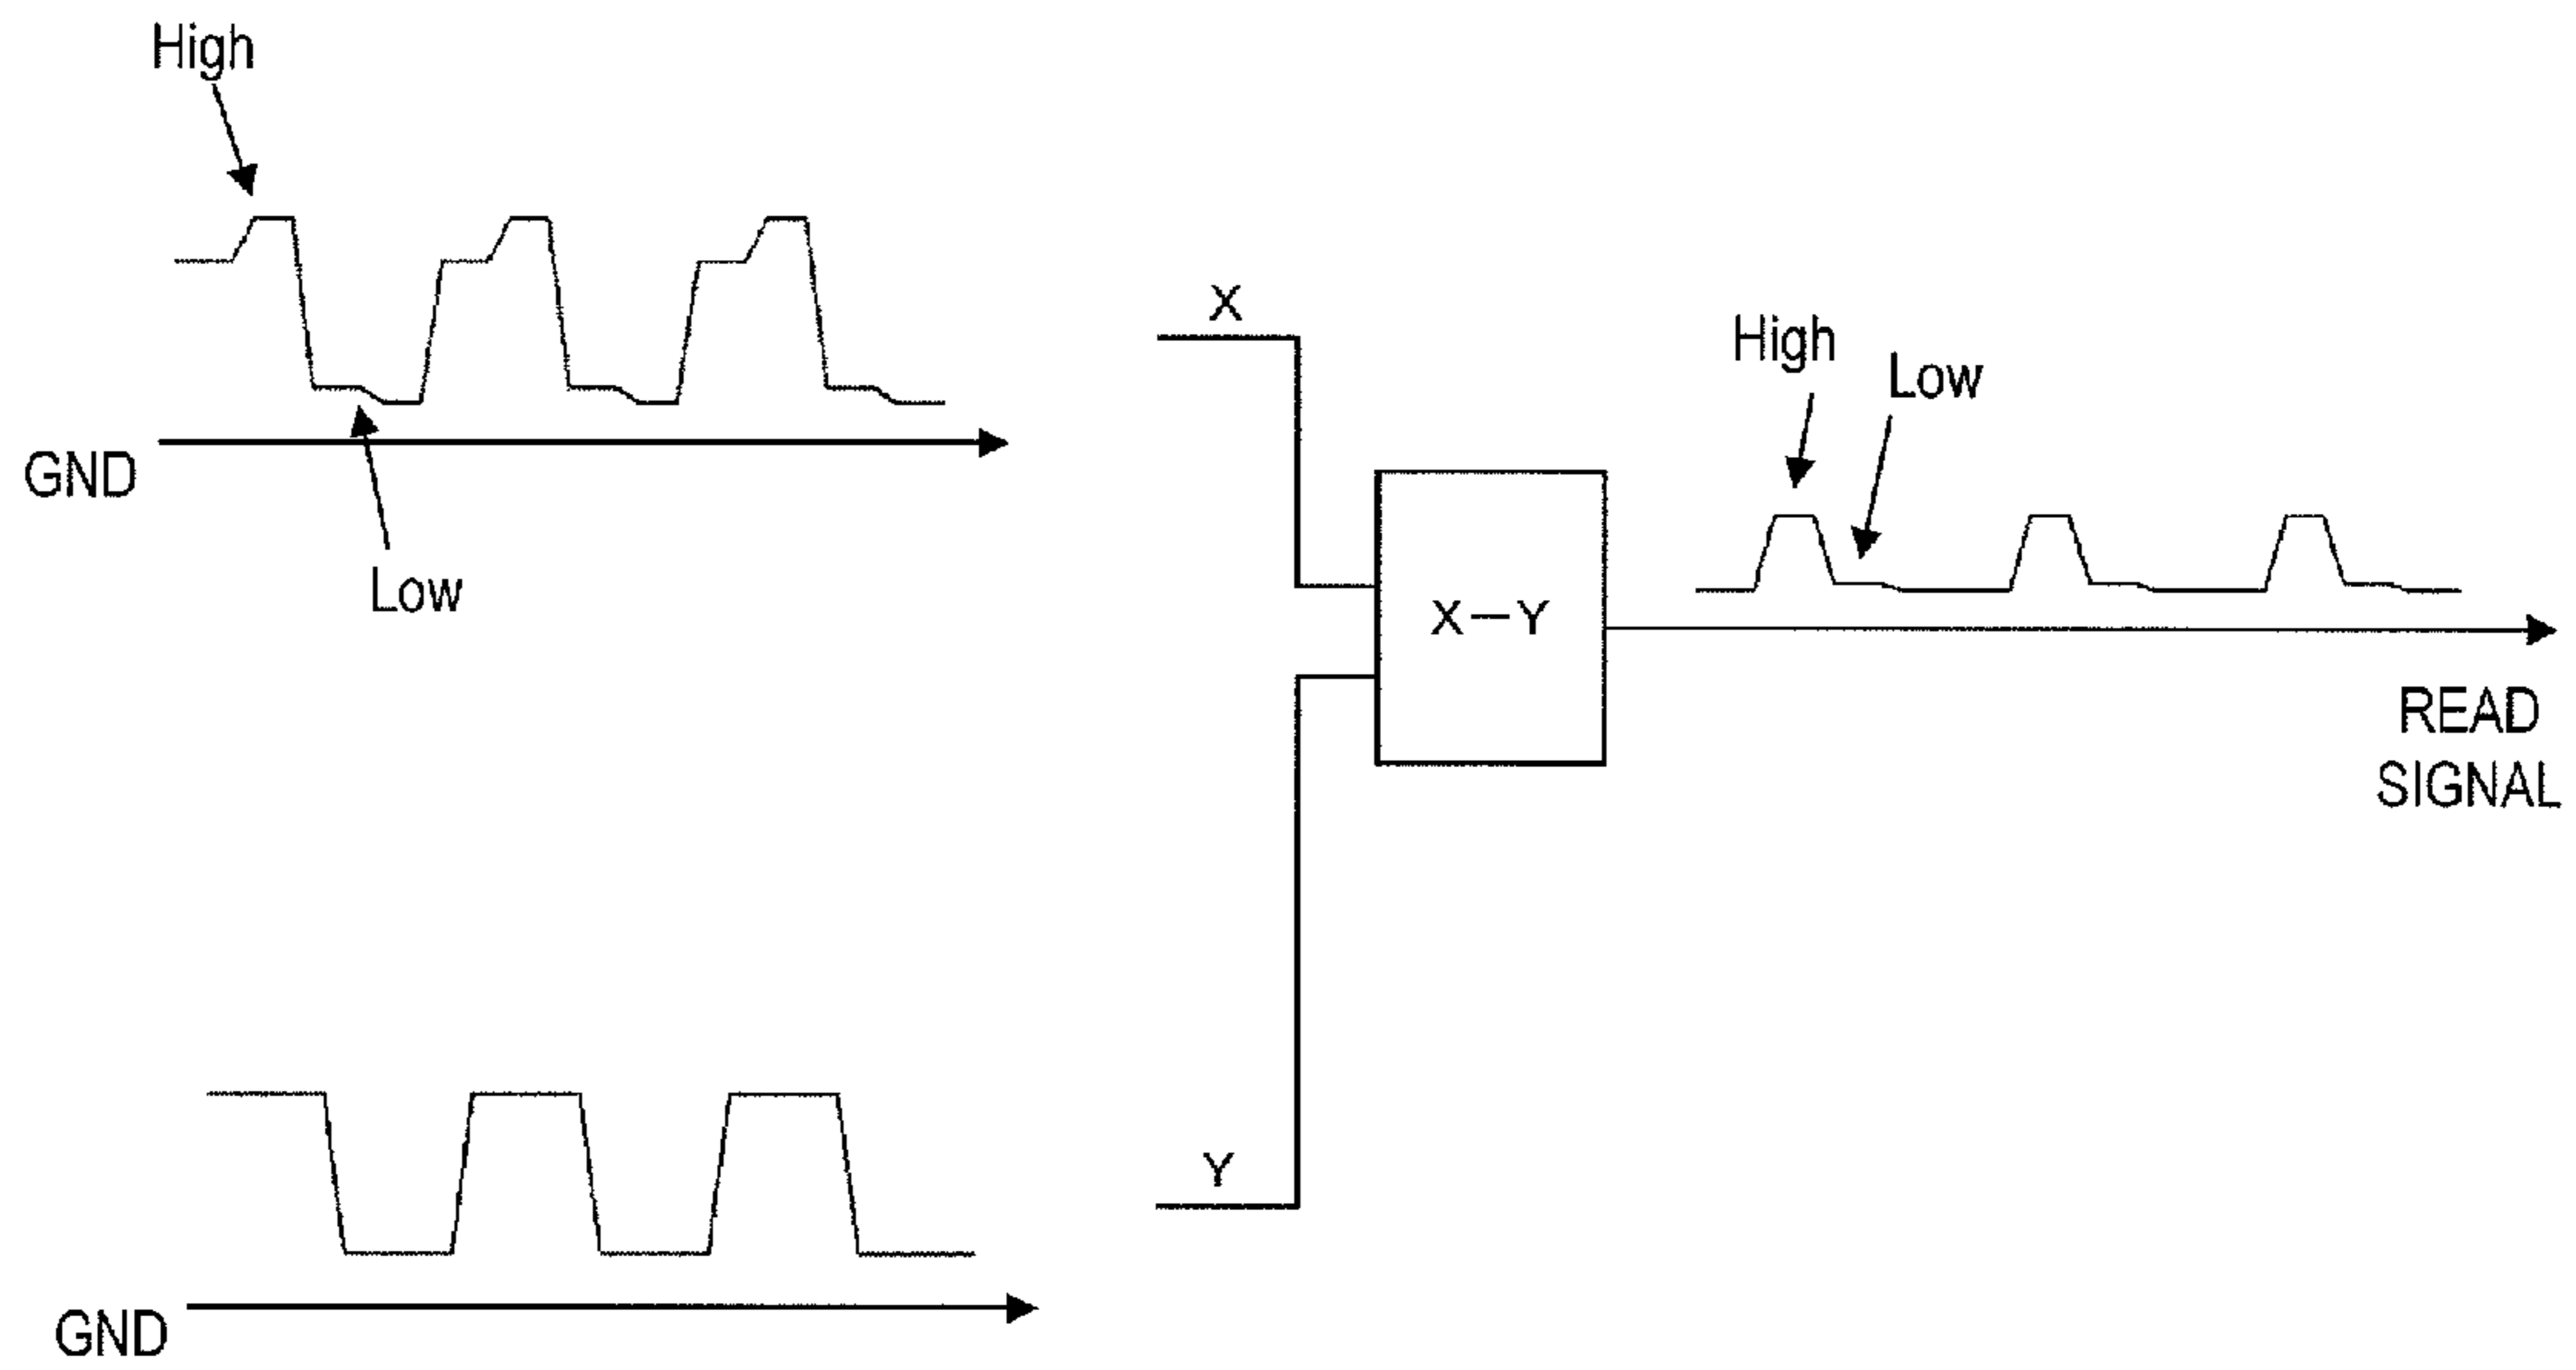 High
GND
Low
X
High
Low
X－Y
READ
SIGNAL
Y
GND